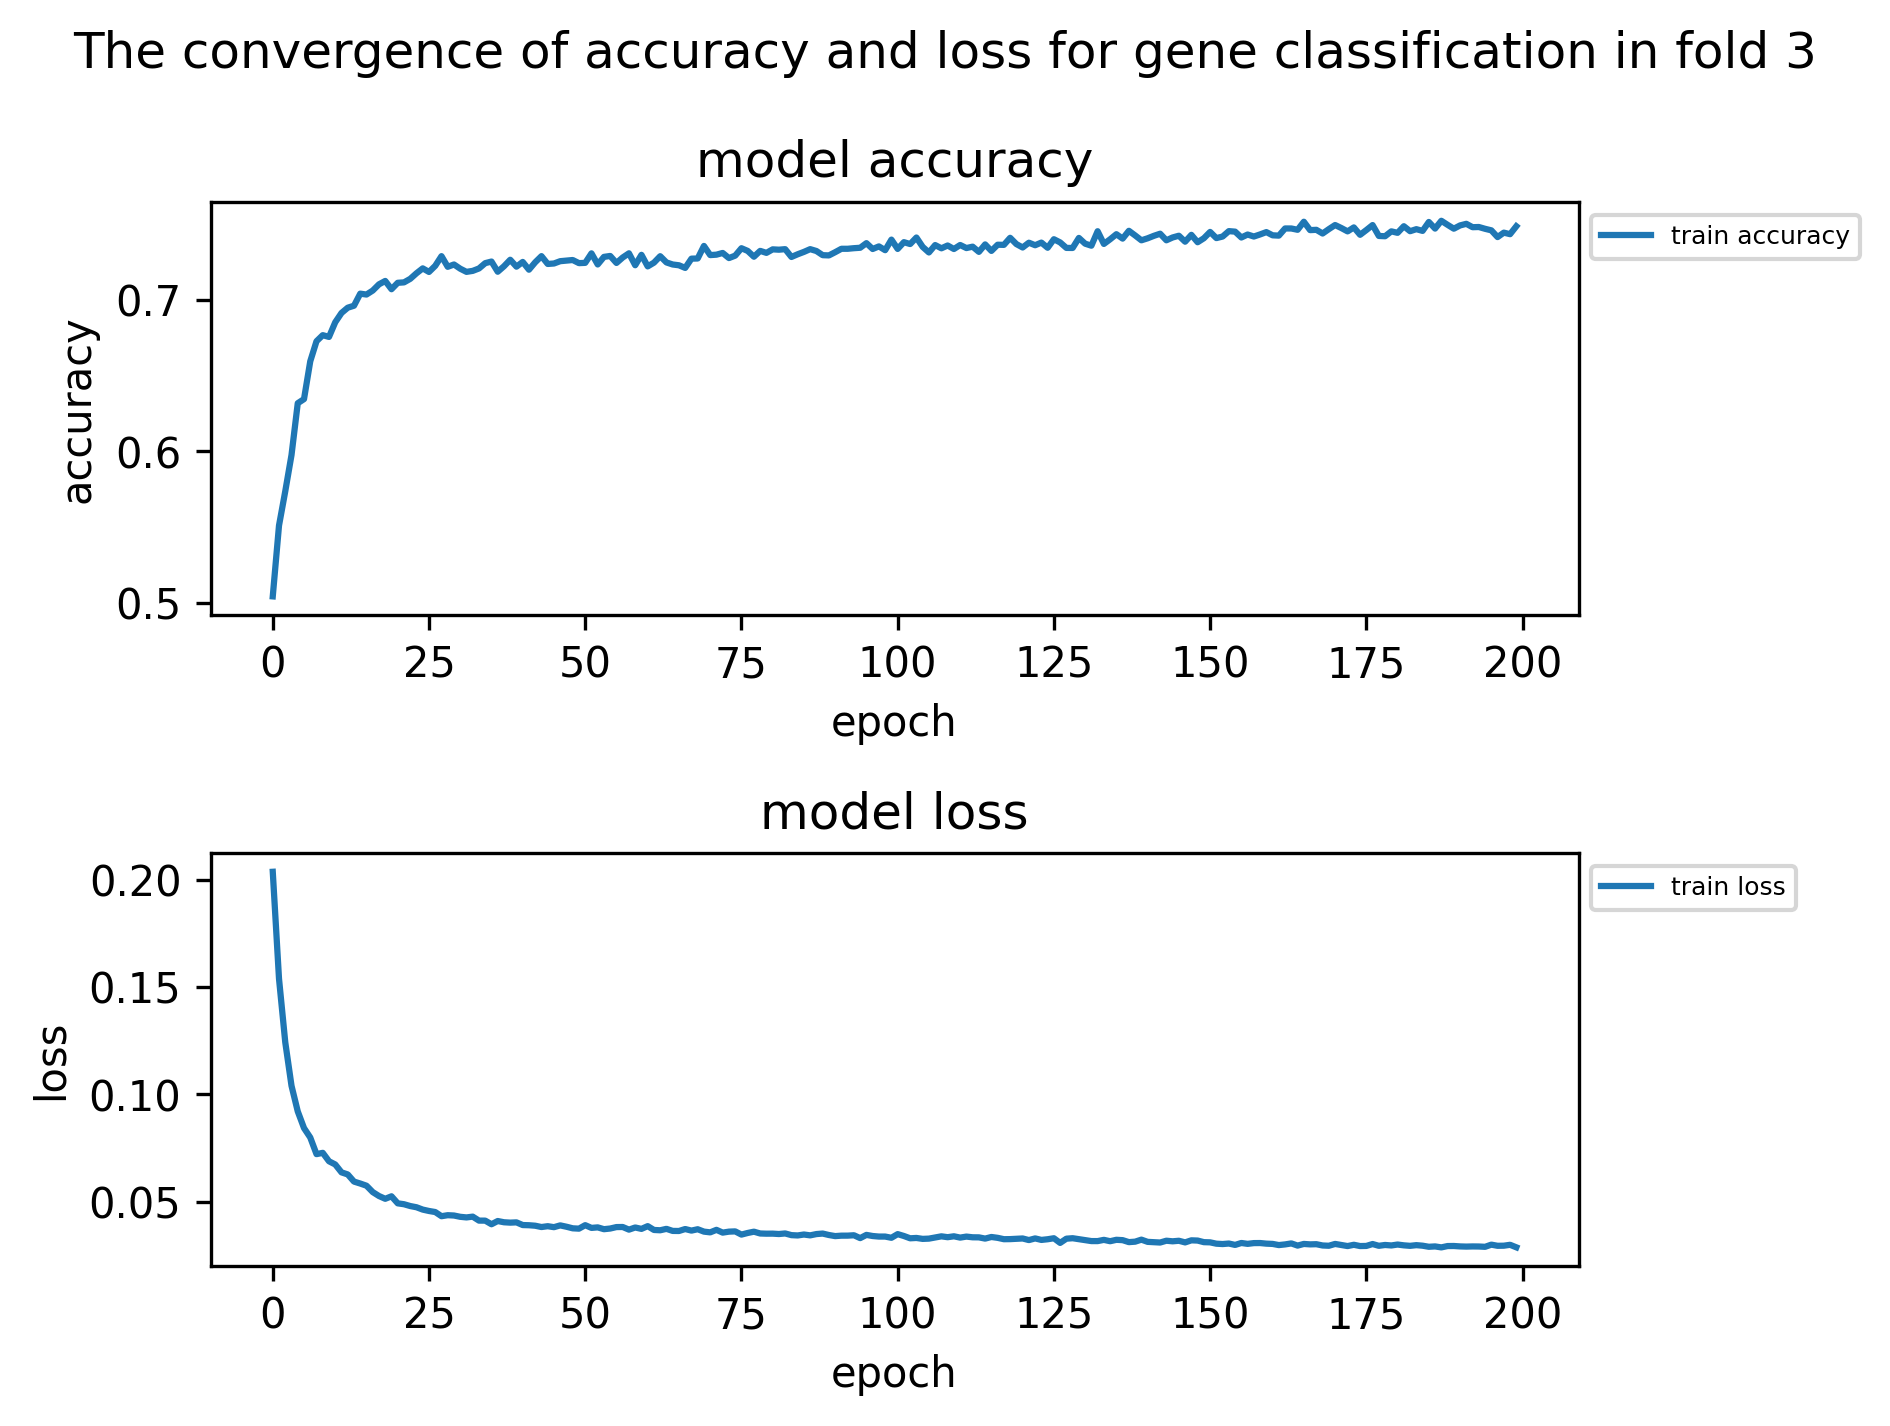 The convergence of accuracy and loss for gene classification in fold 3
model accuracy
train accuracy
0.7
0.6
0.5
accuracy
0 25 50 75 100 125 150 175 200
epoch
model loss
train loss
0.20
0.15
0.10
0.05
loss
0 25 50 75 100 125 150 175 200
epoch